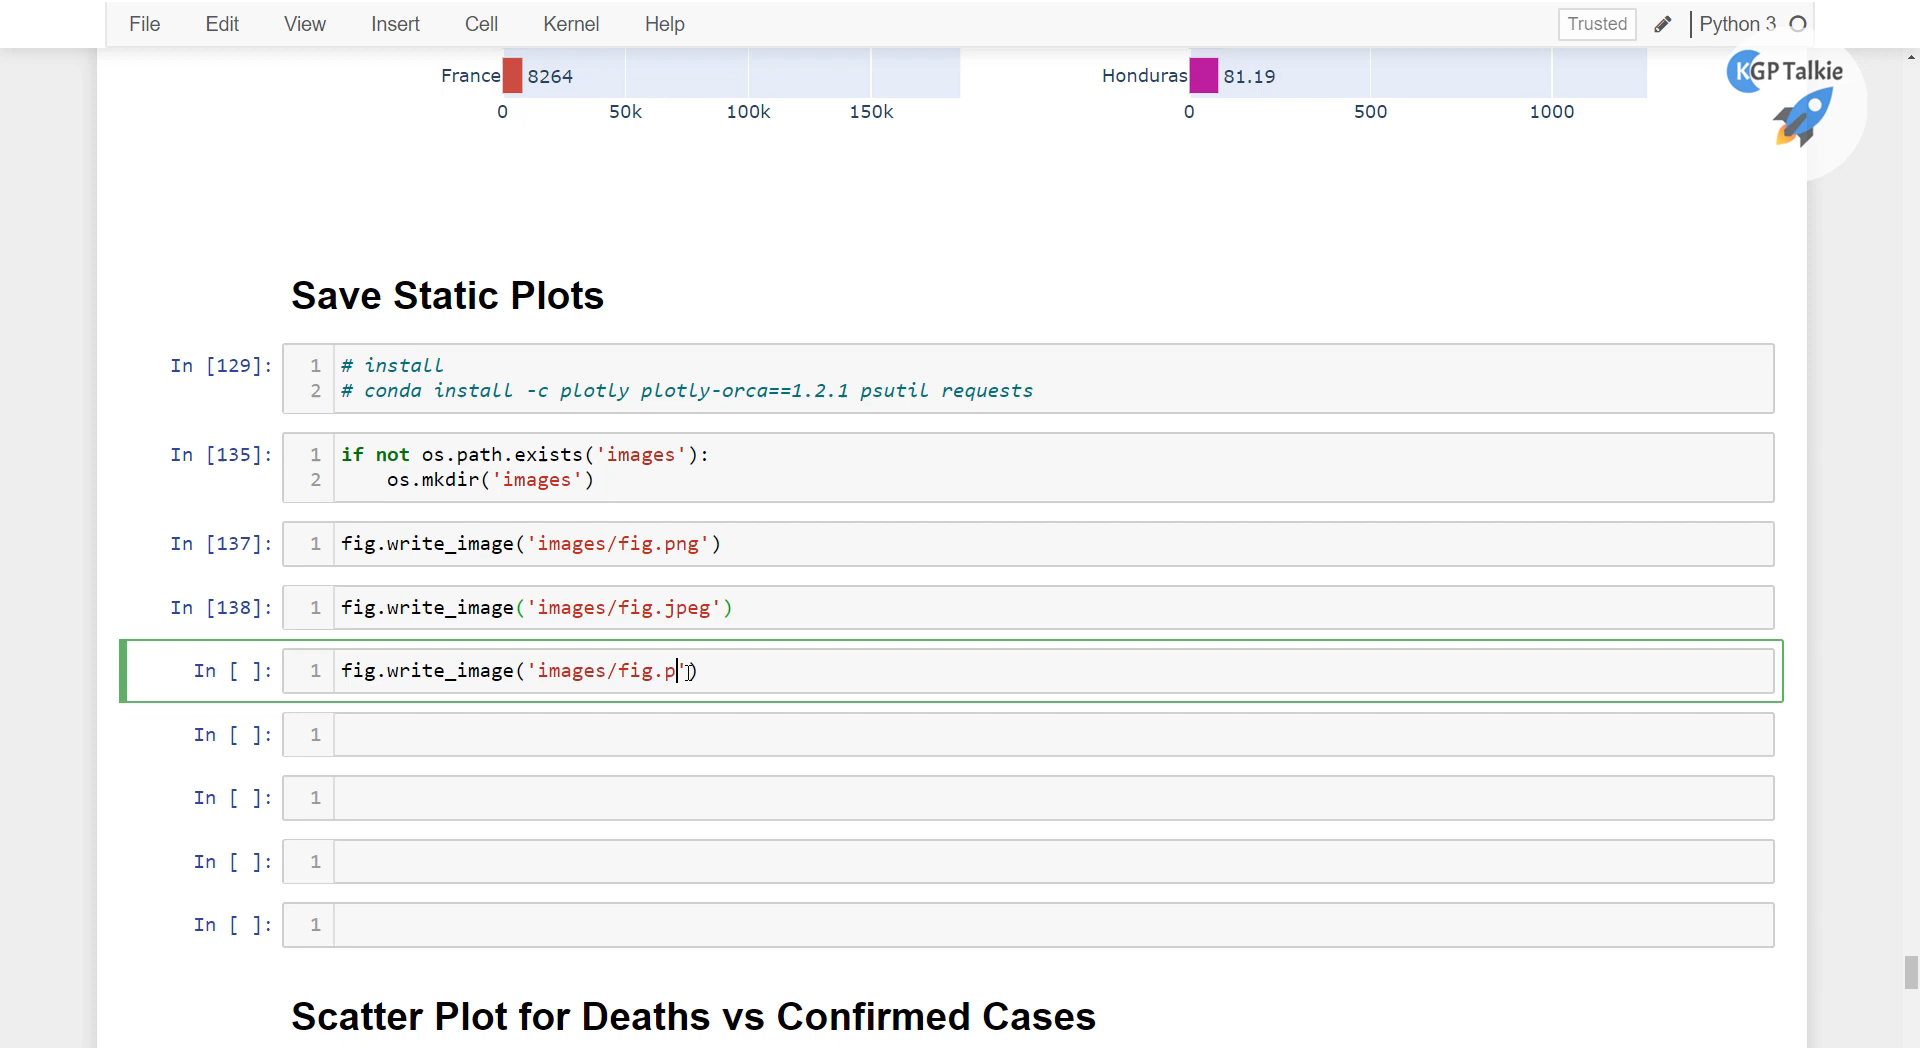 File Edit View Insert Cell Kernel Help Trusted Python 3
KGP Talkie
France 8264 Honduras 81.19
0 50k 100k 150k 0 500 1000
Save Static Plots
In [129]: 1 # install
2 # conda install -c plotly plotly-orca==1.2.1 psutil requests
In [135]: 1 if not os.path.exists('images'):
2 os.mkdir('images')
In [137]: 1 fig.write_image('images/fig.png')
In [138]: 1 fig.write_image('images/fig.jpeg')
In [ ]: 1 fig.write_image('images/fig.p')
In [ ]: 1
In [ ]: 1
In [ ]: 1
In [ ]: 1
Scatter Plot for Deaths vs Confirmed Cases